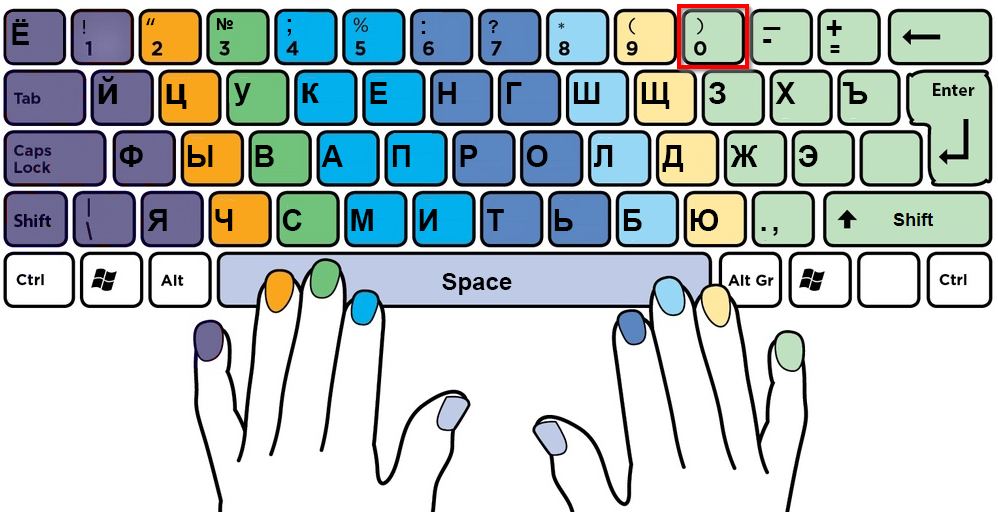 Ё ! 1 “ 2 № 3 ; 4 % 5 : 6 ? 7 * 8 ( 9 ) 0 — - + =
Tab Й Ц У К Е Н Г Ш Щ З Х Ъ Enter
Caps Lock Ф Ы В А П Р О Л Д Ж Э
Shift | \ Я Ч С М И Т Ь Б Ю . , Shift
Ctrl Alt Space Alt Gr Ctrl